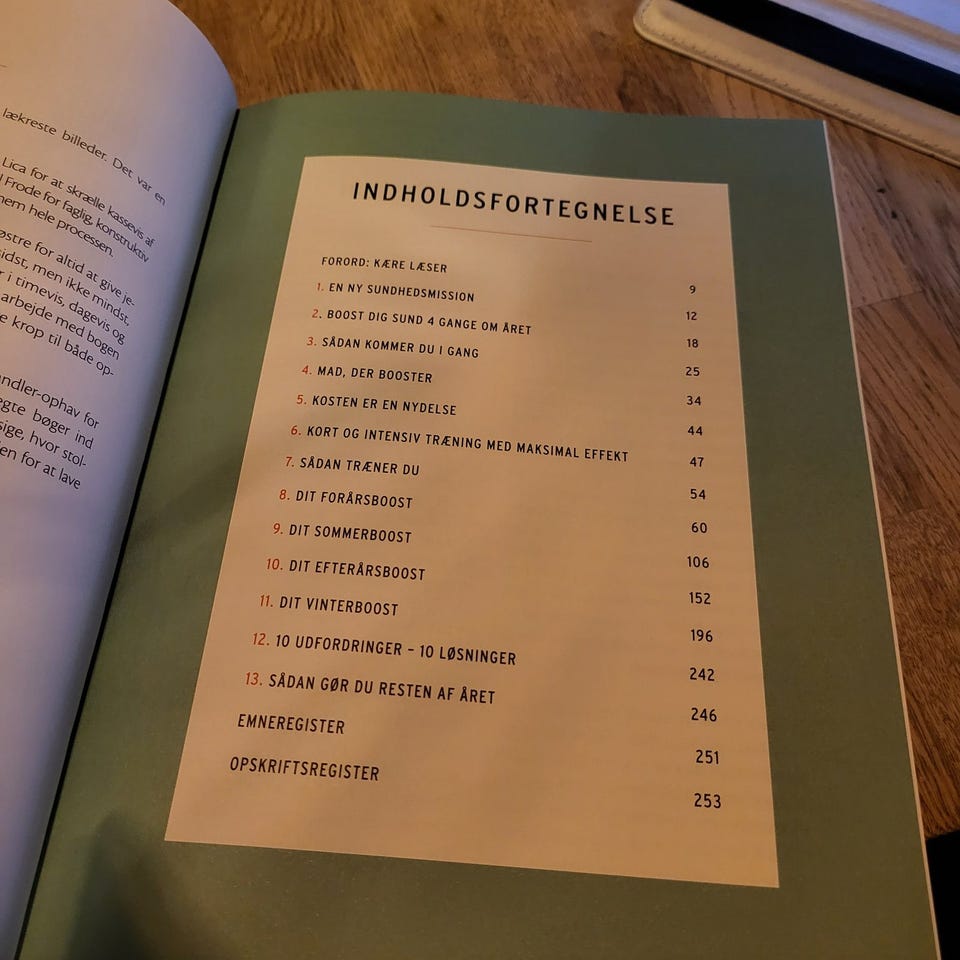 lækreste billeder. Det var en
Lica for at skrælle kassevis af
Frode for faglig, konstruktiv
nem hele processen.
østre for altid at give je-
sidst, men ikke mindst,
r i timevis, dagevis og
arbejde med bogen
e krop til både op-
ndler-ophav for
egte bøger ind
sige, hvor stol-
en for at lave
INDHOLDSFORTEGNELSE
FORORD: KÆRE LÆSER 9
1. EN NY SUNDHEDSMISSION 12
2. BOOST DIG SUND 4 GANGE OM ÅRET 18
3. SÅDAN KOMMER DU I GANG 25
4. MAD, DER BOOSTER 34
5. KOSTEN ER EN NYDELSE 44
6. KORT OG INTENSIV TRÆNING MED MAKSIMAL EFFEKT 47
7. SÅDAN TRÆNER DU 54
8. DIT FORÅRSBOOST 60
9. DIT SOMMERBOOST 106
10. DIT EFTERÅRSBOOST 152
11. DIT VINTERBOOST 196
12. 10 UDFORDRINGER – 10 LØSNINGER 242
13. SÅDAN GØR DU RESTEN AF ÅRET 246
EMNEREGISTER 251
OPSKRIFTSREGISTER 253